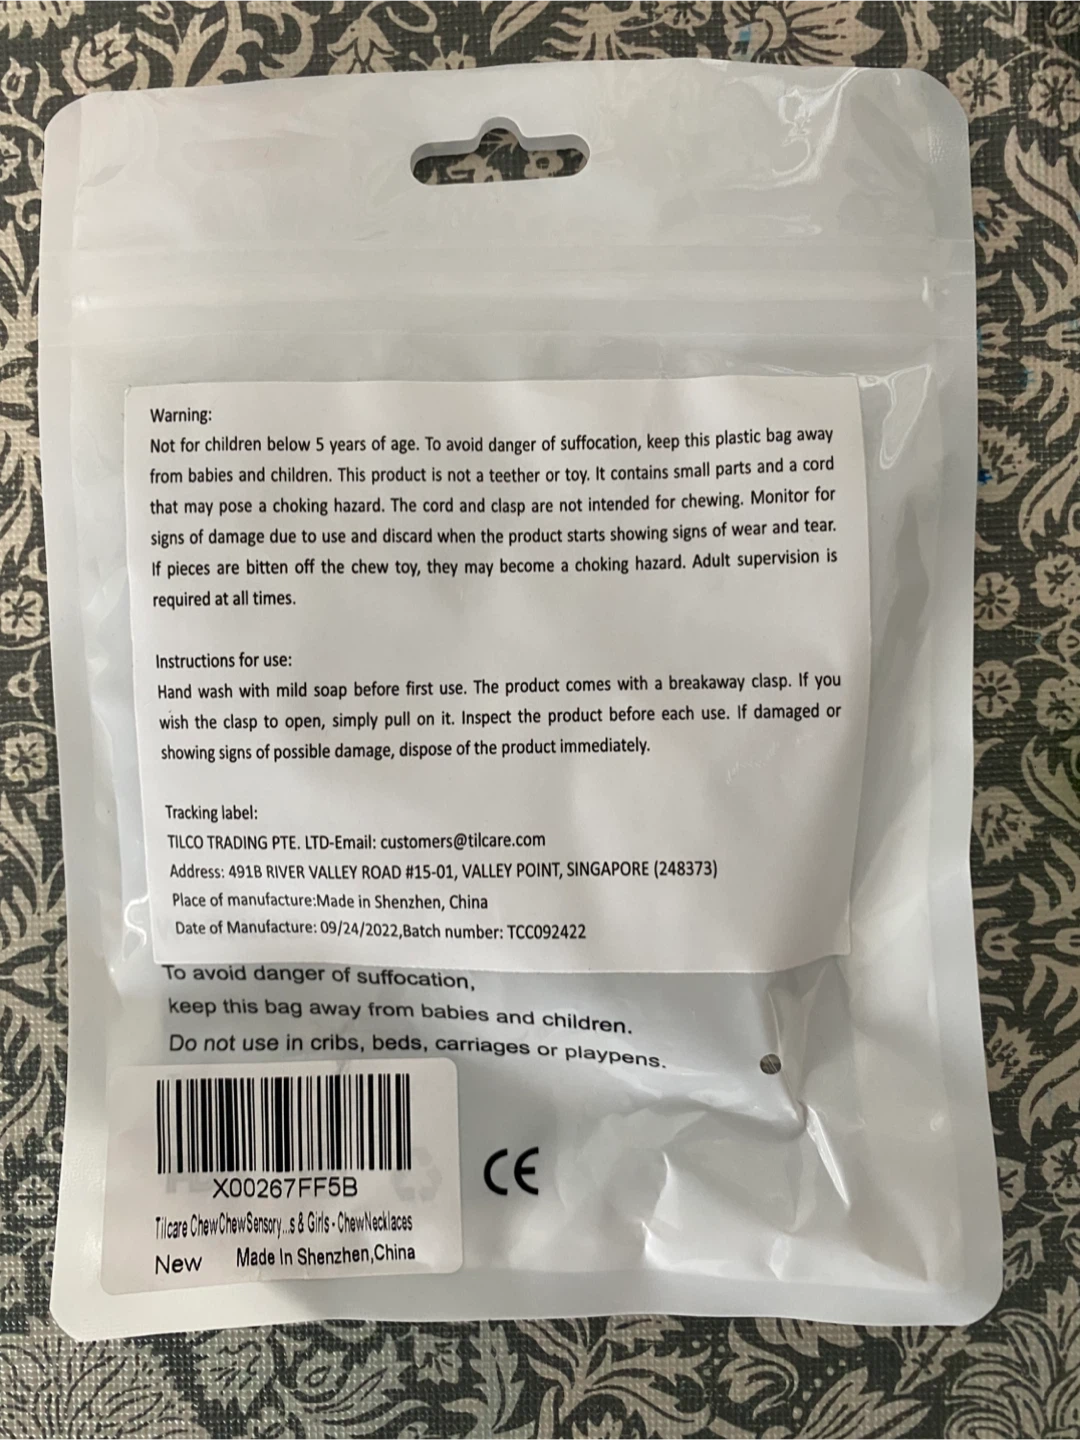 Warning:
Not for children below 5 years of age. To avoid danger of suffocation, keep this plastic bag away
from babies and children. This product is not a teether or toy. It contains small parts and a cord
that may pose a choking hazard. The cord and clasp are not intended for chewing. Monitor for
signs of damage due to use and discard when the product starts showing signs of wear and tear.
If pieces are bitten off the chew toy, they may become a choking hazard. Adult supervision is
required at all times.
Instructions for use:
Hand wash with mild soap before first use. The product comes with a breakaway clasp. If you
wish the clasp to open, simply pull on it. Inspect the product before each use. If damaged or
showing signs of possible damage, dispose of the product immediately.
Tracking label:
TILCO TRADING PTE. LTD-Email: customers@tilcare.com
Address: 491B RIVER VALLEY ROAD #15-01, VALLEY POINT, SINGAPORE (248373)
Place of manufacture:Made in Shenzhen, China
Date of Manufacture: 09/24/2022,Batch number: TCC092422
To avoid danger of suffocation,
keep this bag away from babies and children.
Do not use in cribs, beds, carriages or playpens.
X00267FF5B
Tilcare ChewChewSensory...s & Girls - ChewNecklaces
New Made In Shenzhen,China
CE